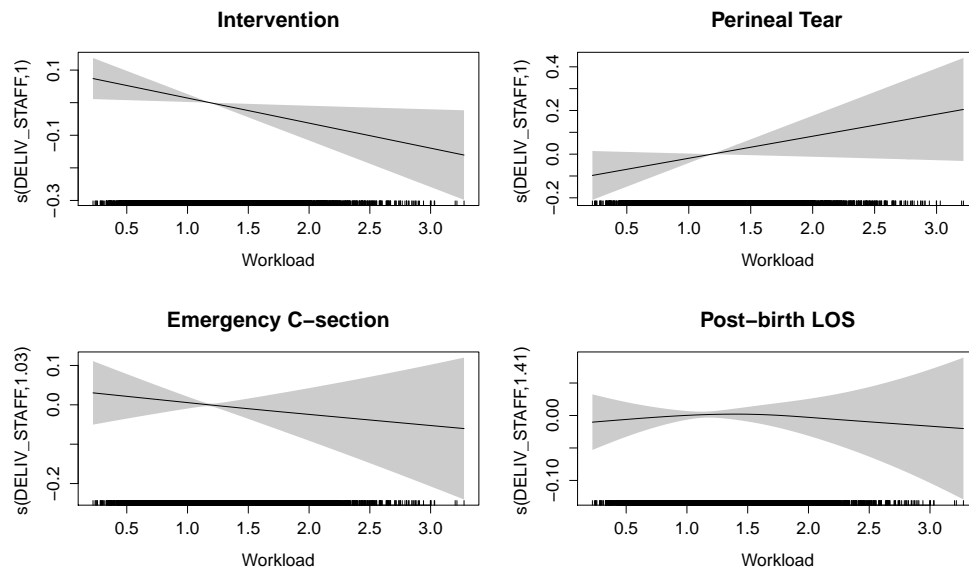 Intervention
s(DELIV_STAFF,1)
0.1
−0.1
−0.3
0.5 1.0 1.5 2.0 2.5 3.0
Workload
Perineal Tear
s(DELIV_STAFF,1)
0.4
0.2
0.0
−0.2
0.5 1.0 1.5 2.0 2.5 3.0
Workload
Emergency C−section
s(DELIV_STAFF,1.03)
0.1
0.0
−0.2
0.5 1.0 1.5 2.0 2.5 3.0
Workload
Post−birth LOS
s(DELIV_STAFF,1.41)
0.00
−0.10
0.5 1.0 1.5 2.0 2.5 3.0
Workload